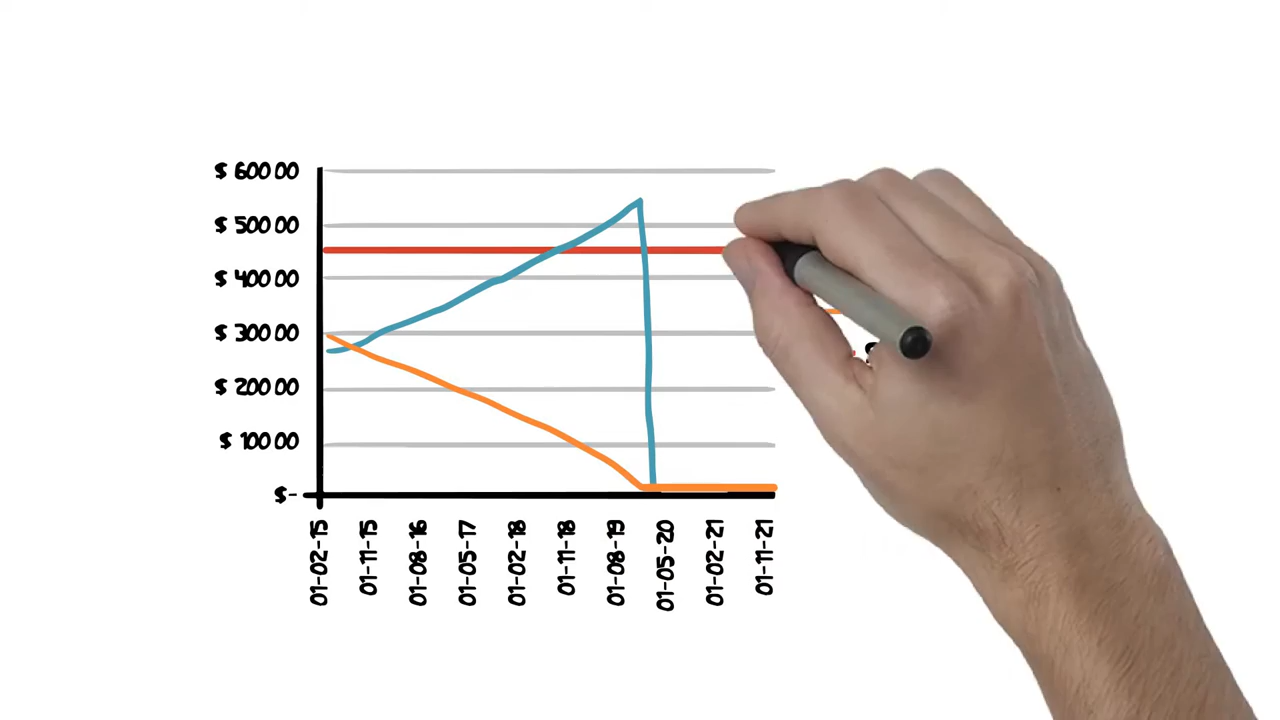 $ 600 00
$ 500 00
$ 400 00
$ 300 00
$ 200 00
$ 100 00
$-
01-02-15
01-11-15
01-08-16
01-05-17
01-02-18
01-11-18
01-08-19
01-05-20
01-02-21
01-11-21